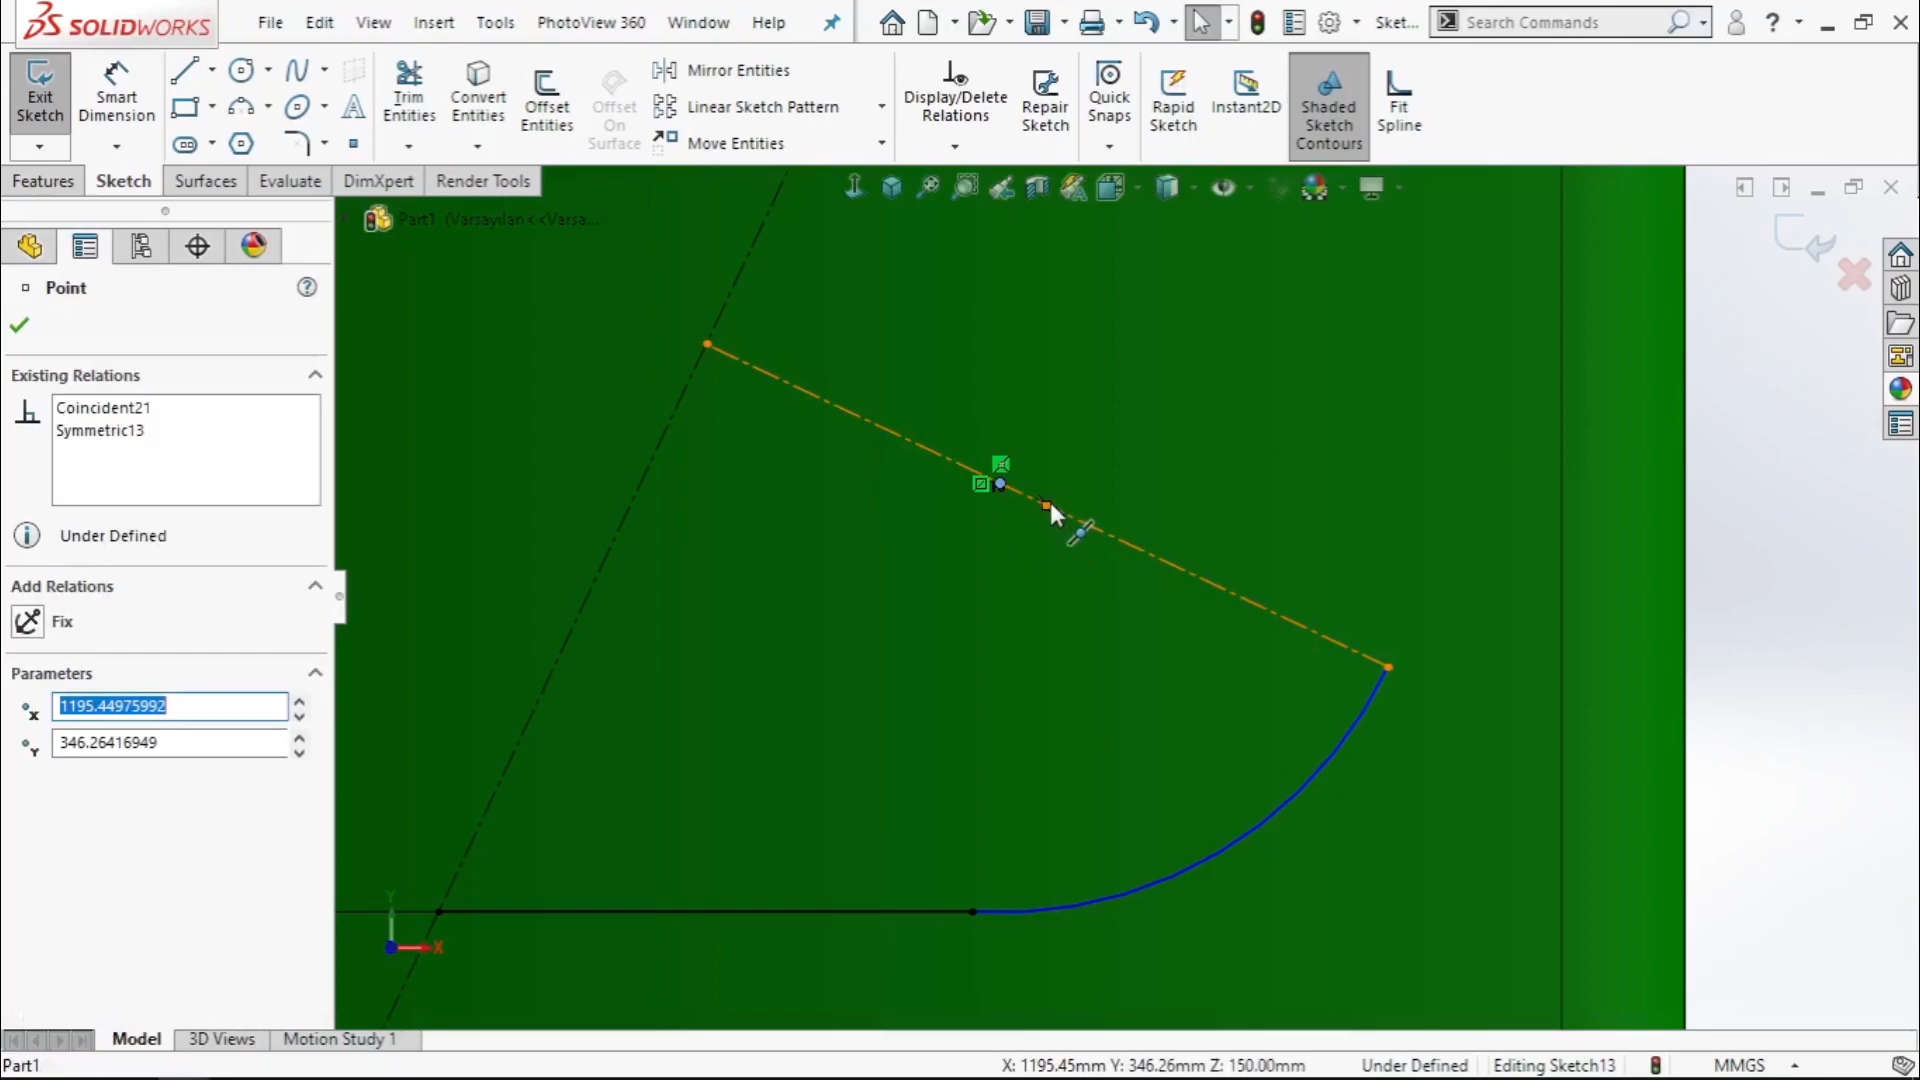 SOLIDWORKS File Edit View Insert Tools PhotoView 360 Window Help Sket... Search Commands ?
Exit Sketch
Smart Dimension
Trim Entities
Convert Entities
Offset Entities
Offset On Surface
Mirror Entities
Linear Sketch Pattern
Move Entities
Display/Delete Relations
Repair Sketch
Quick Snaps
Rapid Sketch
Instant2D
Shaded Sketch Contours
Fit Spline
Features Sketch Surfaces Evaluate DimXpert Render Tools
Part1 (Varsayılan<<Varsa...
Point ?
Existing Relations
Coincident21
Symmetric13
Under Defined
Add Relations
Fix
Parameters
X 1195.44975992
Y 346.26416949
Y
X
Model 3D Views Motion Study 1
Part1 X: 1195.45mm Y: 346.26mm Z: 150.00mm Under Defined Editing Sketch13 MMGS